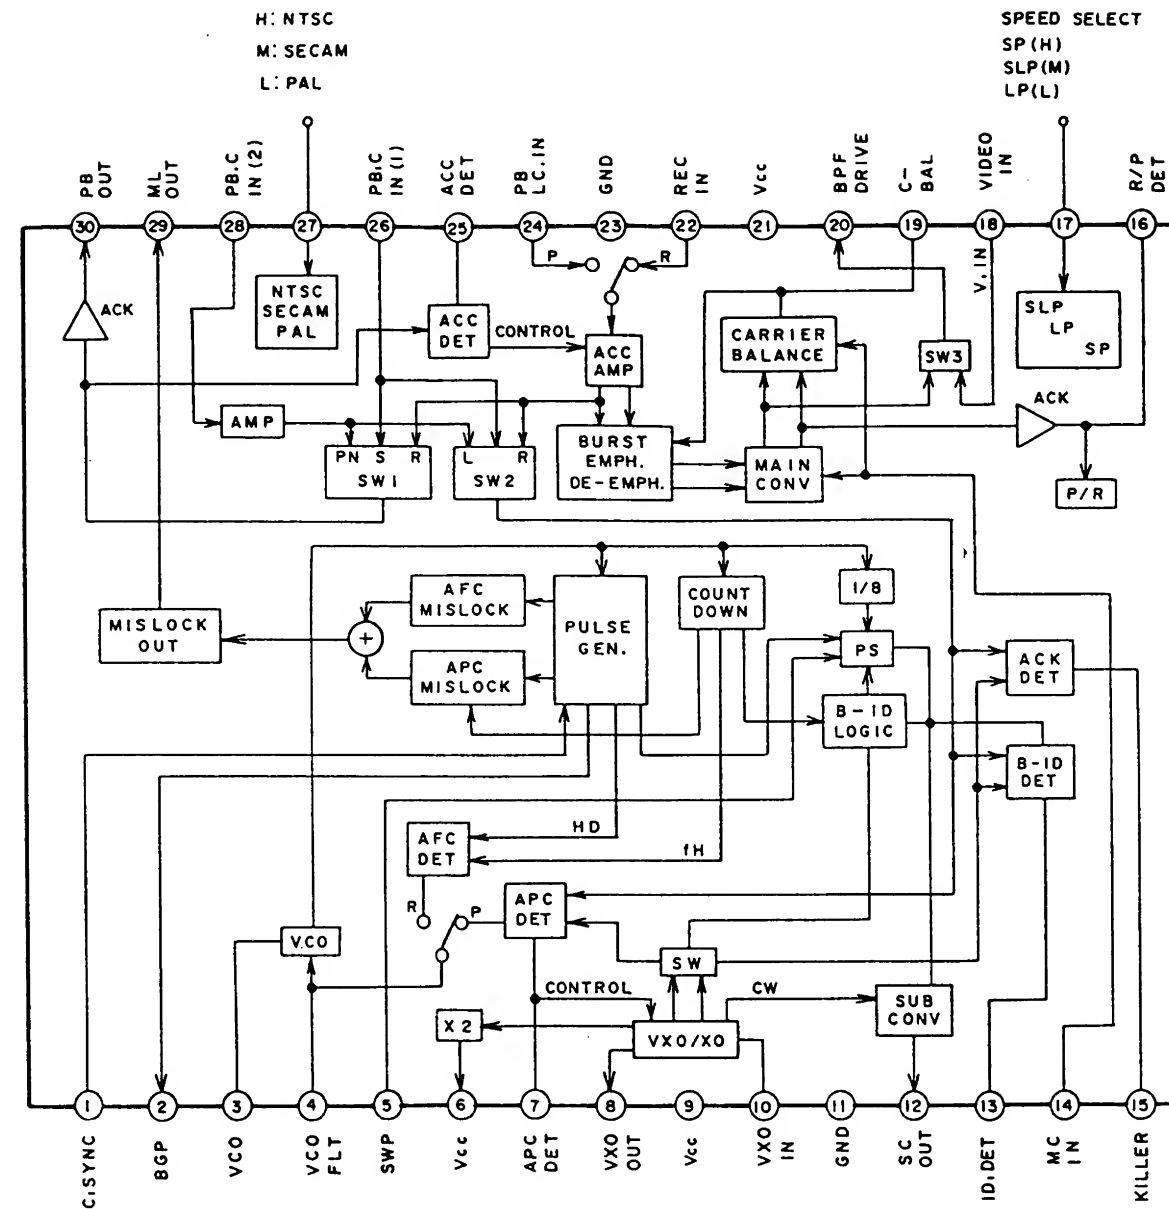 H: NTSC
M: SECAM
L: PAL
SPEED SELECT
SP(H)
SLP(M)
LP(L)
PB OUT
ML OUT
PB.C IN(2)
PB.C IN(1)
ACC DET
PB LC.IN
GND
REC IN
Vcc
BPF DRIVE
C-BAL
VIDEO IN
R/P DET
30
29
28
27
26
25
24
23
22
21
20
19
18
17
16
P
R
V.IN
ACK
NTSC
SECAM
PAL
ACC
DET
CONTROL
ACC
AMP
CARRIER
BALANCE
SW3
SLP
LP
SP
ACK
AMP
PN S R
SW1
L R
SW2
BURST
EMPH.
DE-EMPH.
MAIN
CONV
P/R
AFC
MISLOCK
PULSE
GEN.
COUNT
DOWN
1/8
MISLOCK
OUT
+
APC
MISLOCK
PS
ACK
DET
B-ID
LOGIC
B-ID
DET
HD
AFC
DET
fH
R
P
APC
DET
VCO
SW
CONTROL
CW
SUB
CONV
X2
VXO/XO
1
2
3
4
5
6
7
8
9
10
11
12
13
14
15
C.SYNC
BGP
VCO
VCO FLT
SWP
Vcc
APC DET
VXO OUT
Vcc
VXO IN
GND
SC OUT
ID.DET
MC IN
KILLER